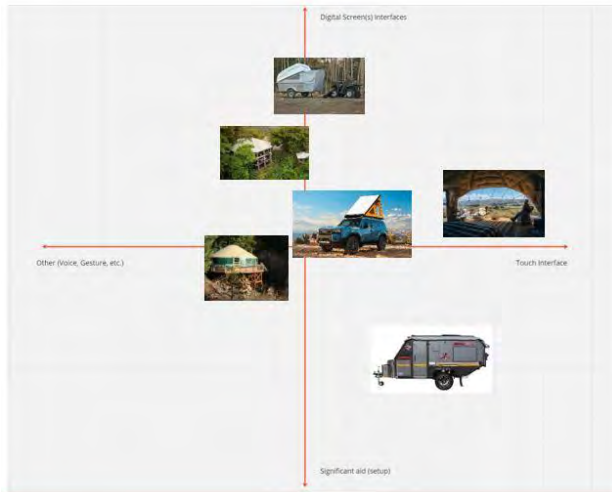 Digital Screen(s) Interfaces
Other (Voice, Gesture, etc.)
Touch Interface
Significant aid (setup)